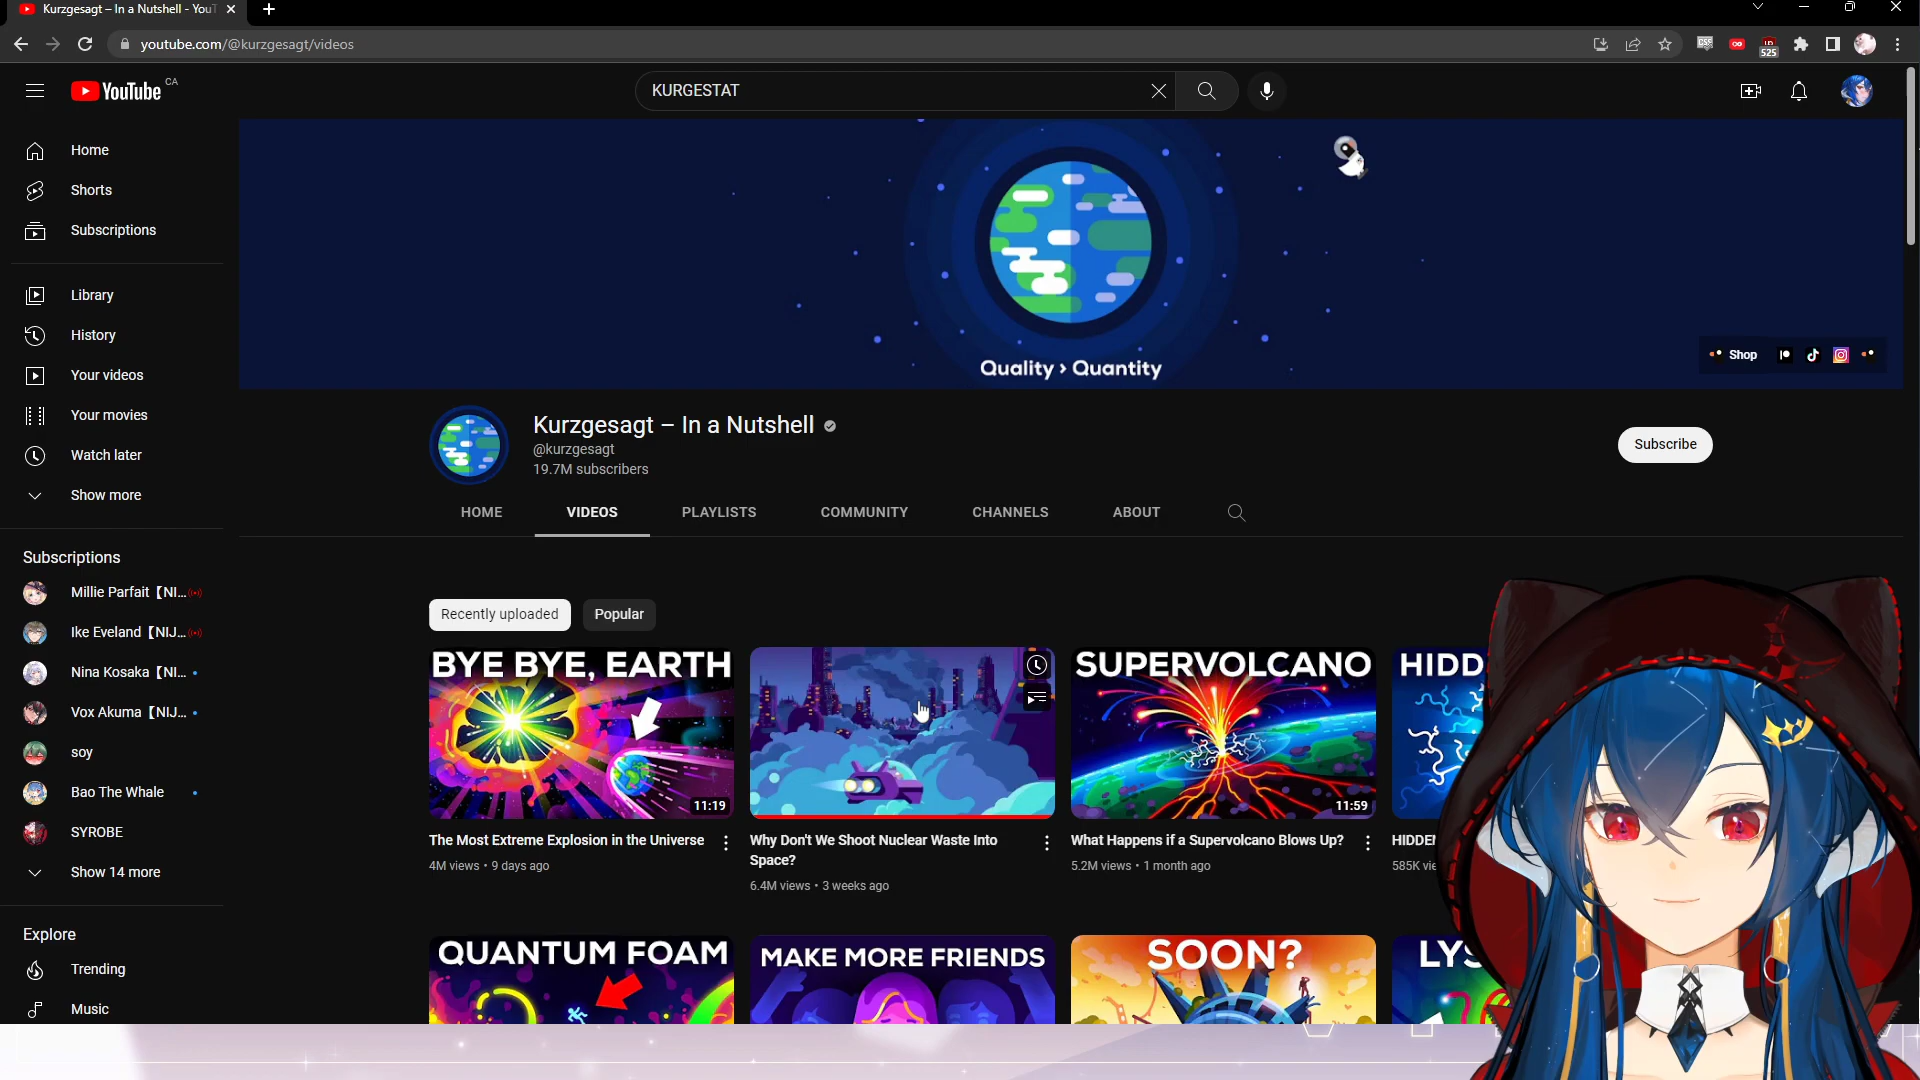 Kurzgesagt – In a Nutshell - YouT
youtube.com/@kurzgesagt/videos
525
YouTube CA
KURGESTAT
Home
Shorts
Subscriptions
Library
History
Your videos
Your movies
Watch later
Show more
Subscriptions
Millie Parfait【NI...
Ike Eveland【NIJ...
Nina Kosaka【NI...
Vox Akuma【NIJ...
soy
Bao The Whale
SYROBE
Show 14 more
Explore
Trending
Music
Quality › Quantity
Shop
Kurzgesagt – In a Nutshell
@kurzgesagt
19.7M subscribers
Subscribe
HOME VIDEOS PLAYLISTS COMMUNITY CHANNELS ABOUT
Recently uploaded Popular
BYE BYE, EARTH
11:19
The Most Extreme Explosion in the Universe
4M views • 9 days ago
Why Don't We Shoot Nuclear Waste Into
Space?
6.4M views • 3 weeks ago
SUPERVOLCANO
11:59
What Happens if a Supervolcano Blows Up?
5.2M views • 1 month ago
HIDD
HIDDE
585K vie
QUANTUM FOAM
MAKE MORE FRIENDS
SOON?
LYS